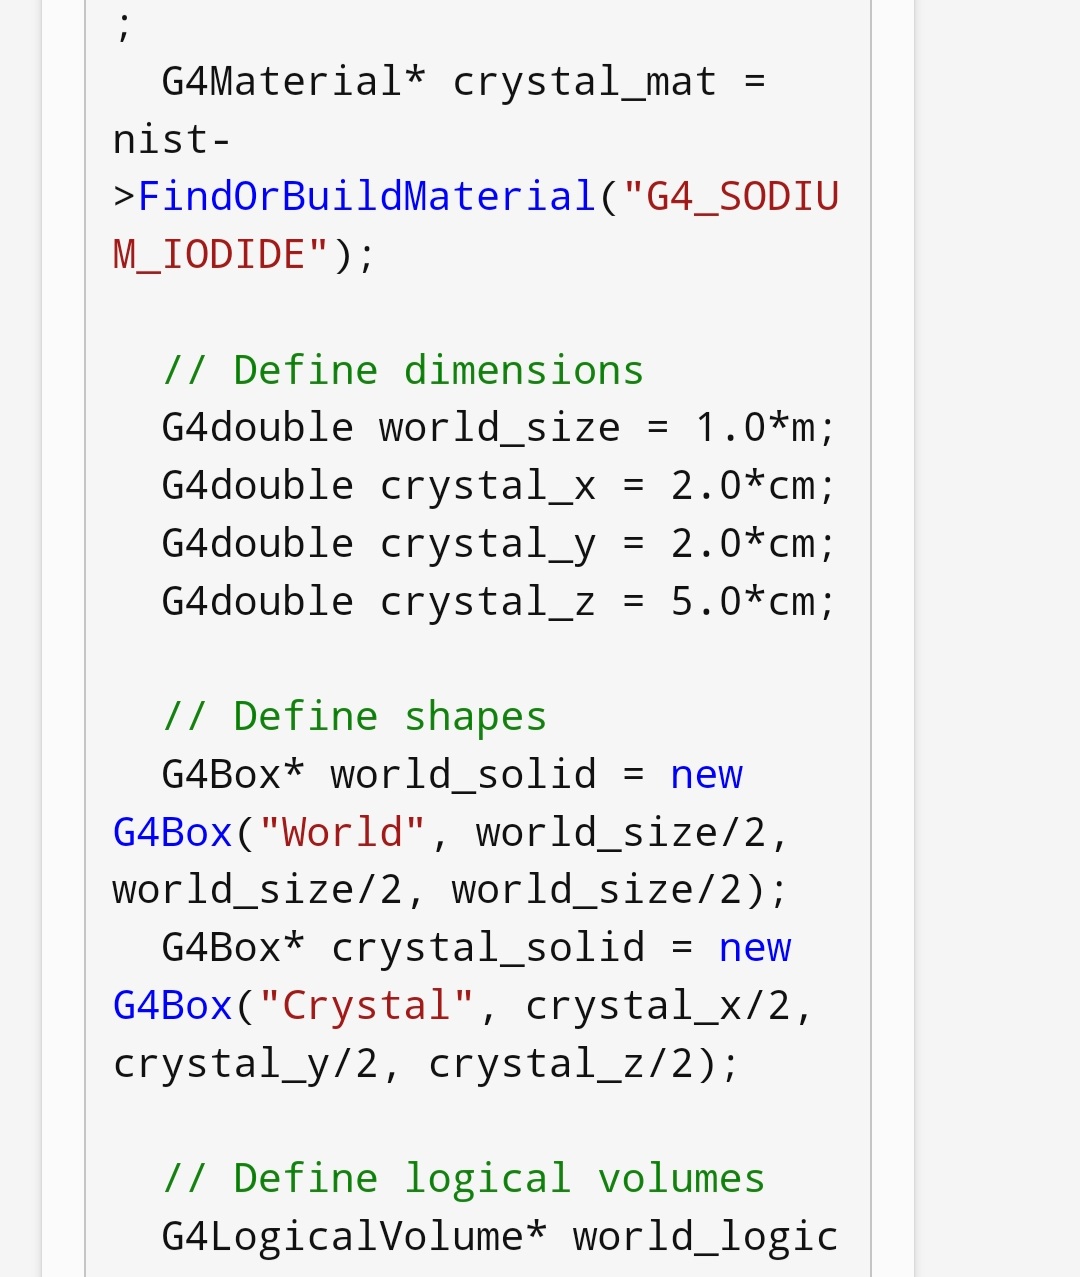 ;
  G4Material* crystal_mat =
nist-
>FindOrBuildMaterial("G4_SODIU
M_IODIDE");

  // Define dimensions
  G4double world_size = 1.0*m;
  G4double crystal_x = 2.0*cm;
  G4double crystal_y = 2.0*cm;
  G4double crystal_z = 5.0*cm;

  // Define shapes
  G4Box* world_solid = new
G4Box("World", world_size/2,
world_size/2, world_size/2);
  G4Box* crystal_solid = new
G4Box("Crystal", crystal_x/2,
crystal_y/2, crystal_z/2);

  // Define logical volumes
  G4LogicalVolume* world_logic